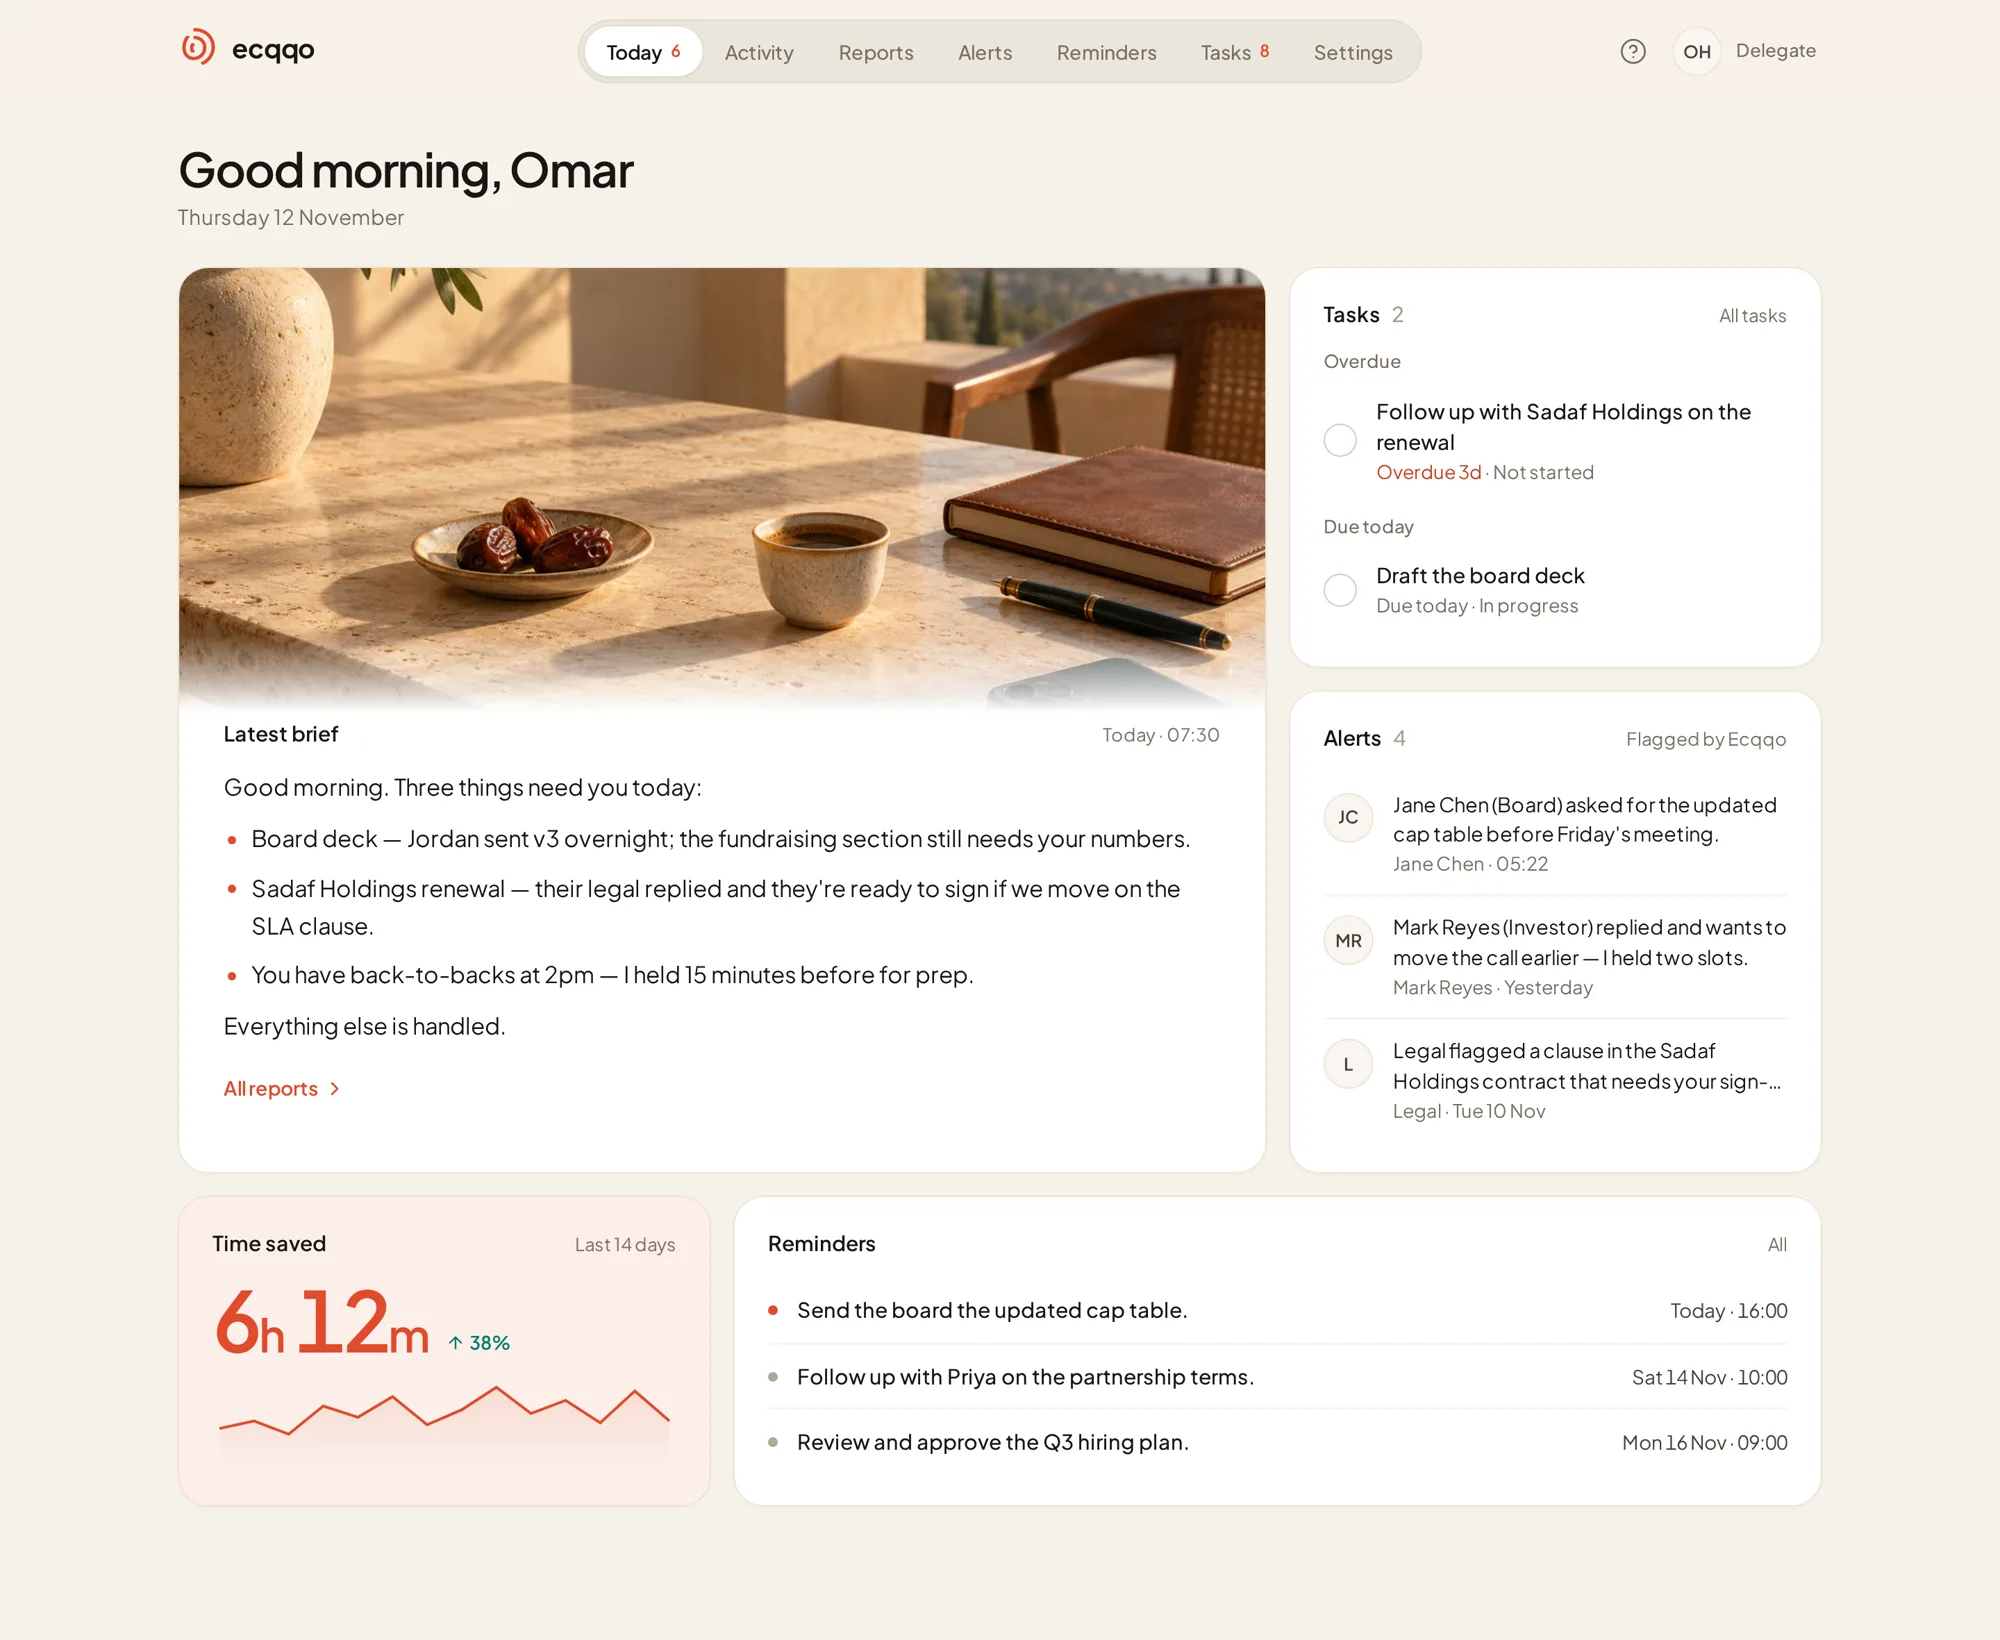 ecqqo
Today 6
Activity
Reports
Alerts
Reminders
Tasks 8
Settings
OH
Delegate
Good morning, Omar
Thursday 12 November
Latest brief
Today · 07:30
Good morning. Three things need you today:
Board deck — Jordan sent v3 overnight; the fundraising section still needs your numbers.
Sadaf Holdings renewal — their legal replied and they're ready to sign if we move on the
SLA clause.
You have back-to-backs at 2pm — I held 15 minutes before for prep.
Everything else is handled.
All reports
Tasks 2
All tasks
Overdue
Follow up with Sadaf Holdings on the
renewal
Overdue 3d · Not started
Due today
Draft the board deck
Due today · In progress
Alerts 4
Flagged by Ecqqo
JC
Jane Chen (Board) asked for the updated
cap table before Friday's meeting.
Jane Chen · 05:22
MR
Mark Reyes (Investor) replied and wants to
move the call earlier — I held two slots.
Mark Reyes · Yesterday
L
Legal flagged a clause in the Sadaf
Holdings contract that needs your sign-...
Legal · Tue 10 Nov
Time saved
Last 14 days
6h 12m ↑ 38%
Reminders
All
Send the board the updated cap table.
Today · 16:00
Follow up with Priya on the partnership terms.
Sat 14 Nov · 10:00
Review and approve the Q3 hiring plan.
Mon 16 Nov · 09:00